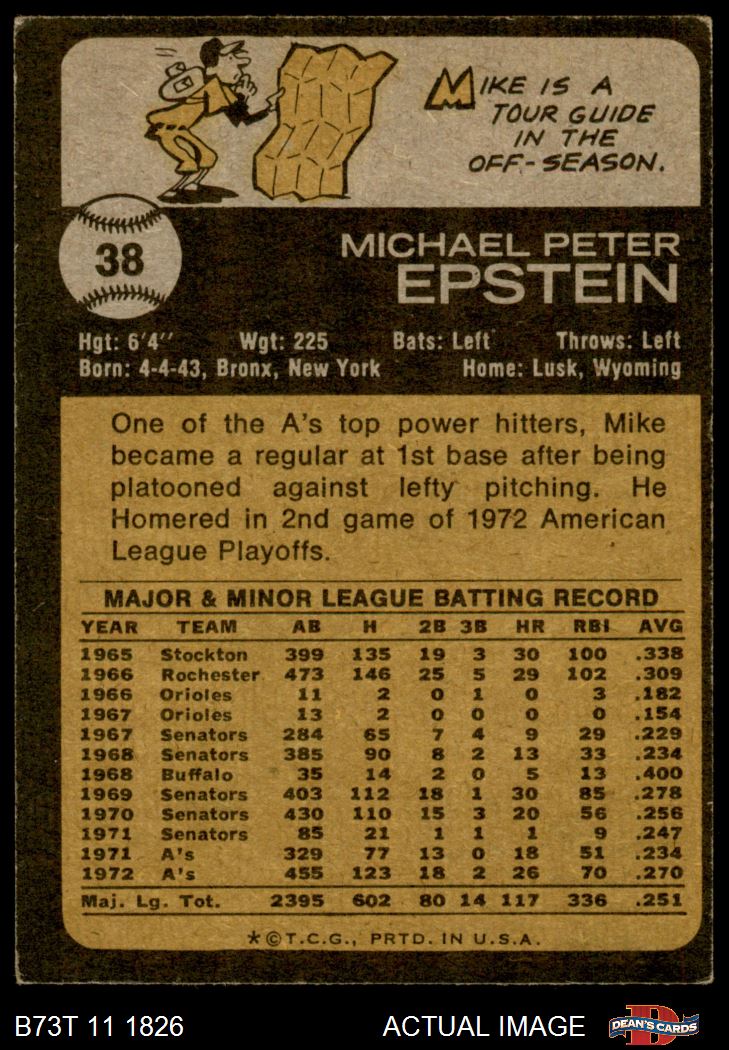 MIKE IS A
TOUR GUIDE
IN THE
OFF-SEASON.
38
MICHAEL PETER
EPSTEIN
Hgt: 6'4" Wgt: 225 Bats: Left Throws: Left
Born: 4-4-43, Bronx, New York Home: Lusk, Wyoming
One of the A's top power hitters, Mike
became a regular at 1st base after being
platooned against lefty pitching. He
Homered in 2nd game of 1972 American
League Playoffs.
MAJOR & MINOR LEAGUE BATTING RECORD
YEAR TEAM AB H 2B 3B HR RBI AVG
1965 Stockton 399 135 19 3 30 100 .338
1966 Rochester 473 146 25 5 29 102 .309
1966 Orioles 11 2 0 1 0 3 .182
1967 Orioles 13 2 0 0 0 0 .154
1967 Senators 284 65 7 4 9 29 .229
1968 Senators 385 90 8 2 13 33 .234
1968 Buffalo 35 14 2 0 5 13 .400
1969 Senators 403 112 18 1 30 85 .278
1970 Senators 430 110 15 3 20 56 .256
1971 Senators 85 21 1 1 1 9 .247
1971 A's 329 77 13 0 18 51 .234
1972 A's 455 123 18 2 26 70 .270
Maj. Lg. Tot. 2395 602 80 14 117 336 .251
*©T.C.G., PRTD. IN U.S.A.
B73T 11 1826 ACTUAL IMAGE D DEAN'S CARDS